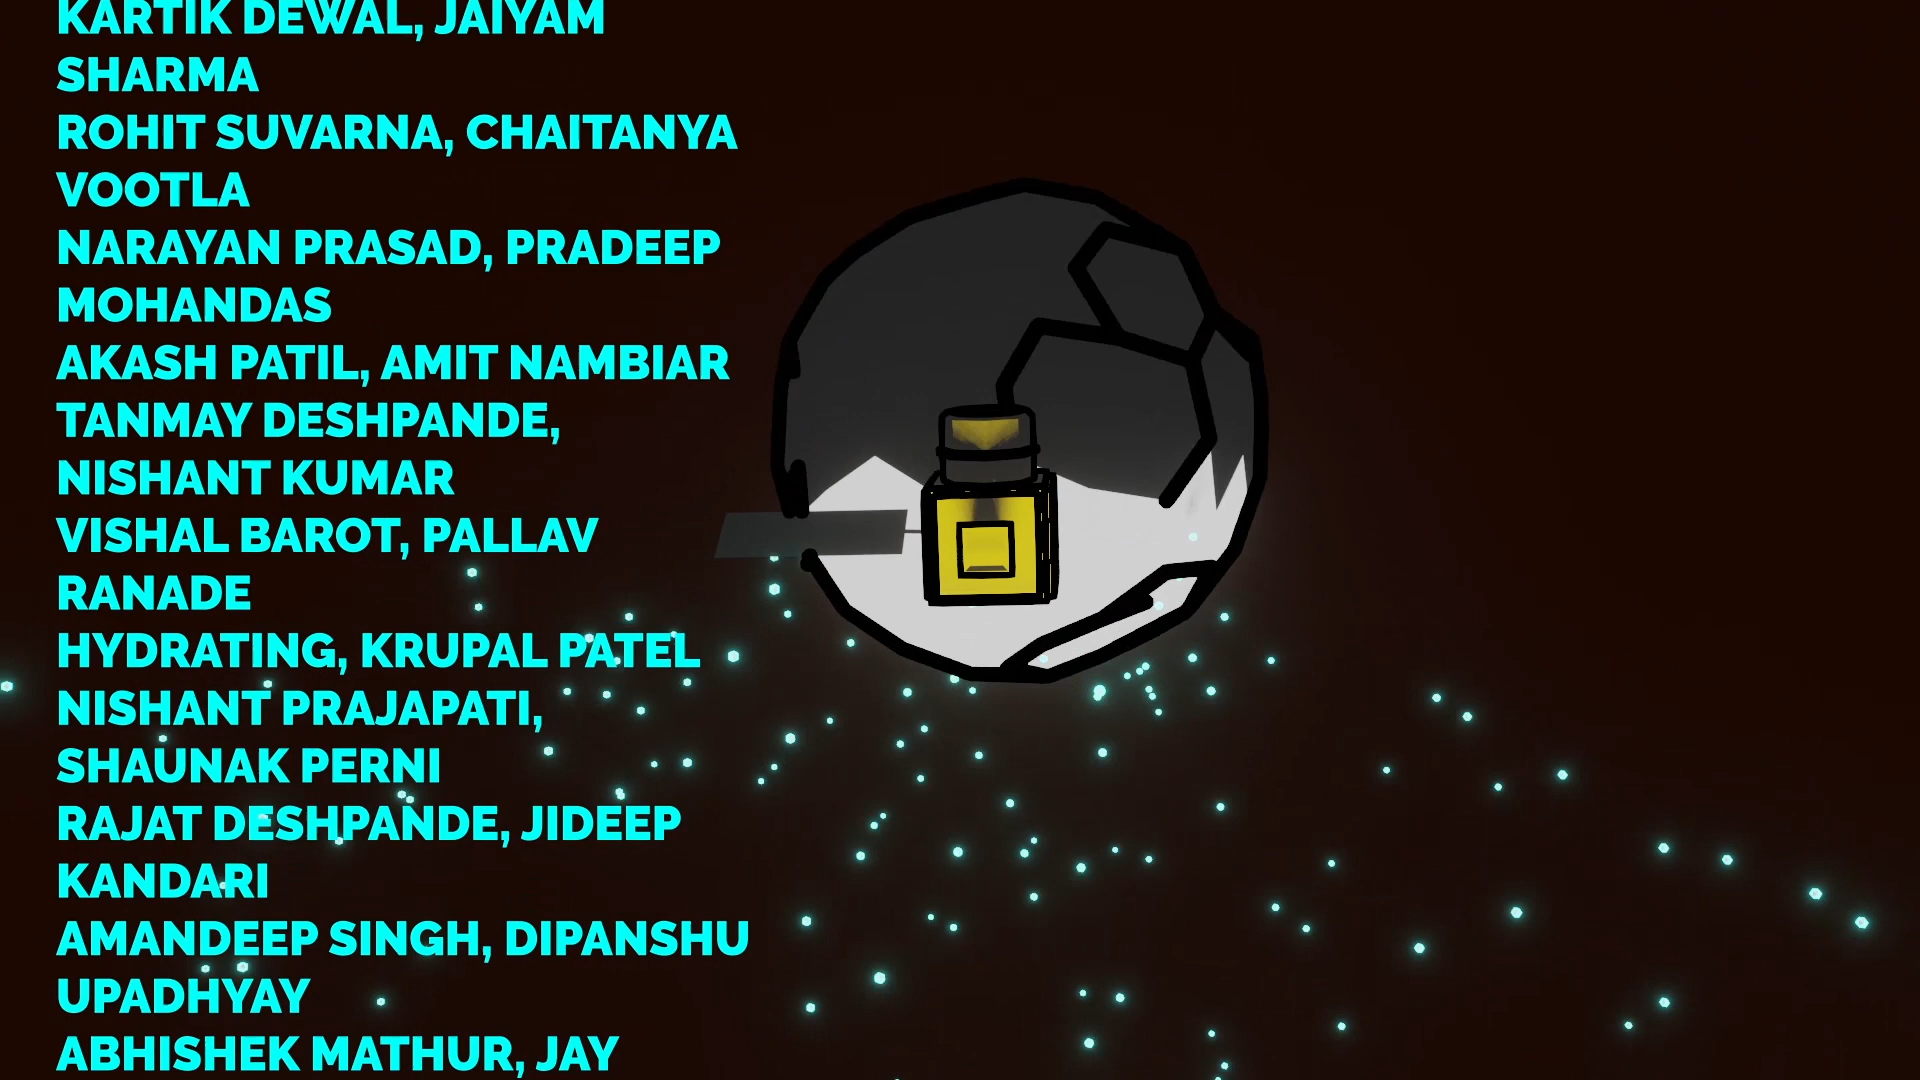 KARTIK DEWAL, JAIYAM
SHARMA
ROHIT SUVARNA, CHAITANYA
VOOTLA
NARAYAN PRASAD, PRADEEP
MOHANDAS
AKASH PATIL, AMIT NAMBIAR
TANMAY DESHPANDE,
NISHANT KUMAR
VISHAL BAROT, PALLAV
RANADE
HYDRATING, KRUPAL PATEL
NISHANT PRAJAPATI,
SHAUNAK PERNI
RAJAT DESHPANDE, JIDEEP
KANDARI
AMANDEEP SINGH, DIPANSHU
UPADHYAY
ABHISHEK MATHUR, JAY